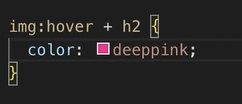 img:hover + h2 {
color: deeppink;
}